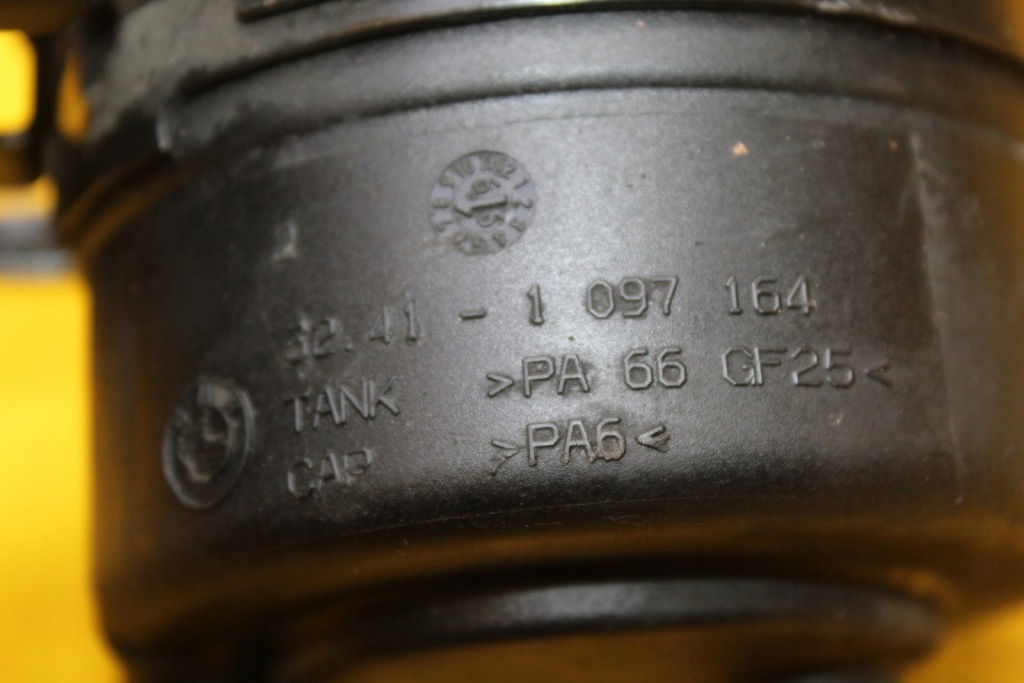 32.41 - 1 097 164
TANK >PA 66 GF25<
CAP >PA6<